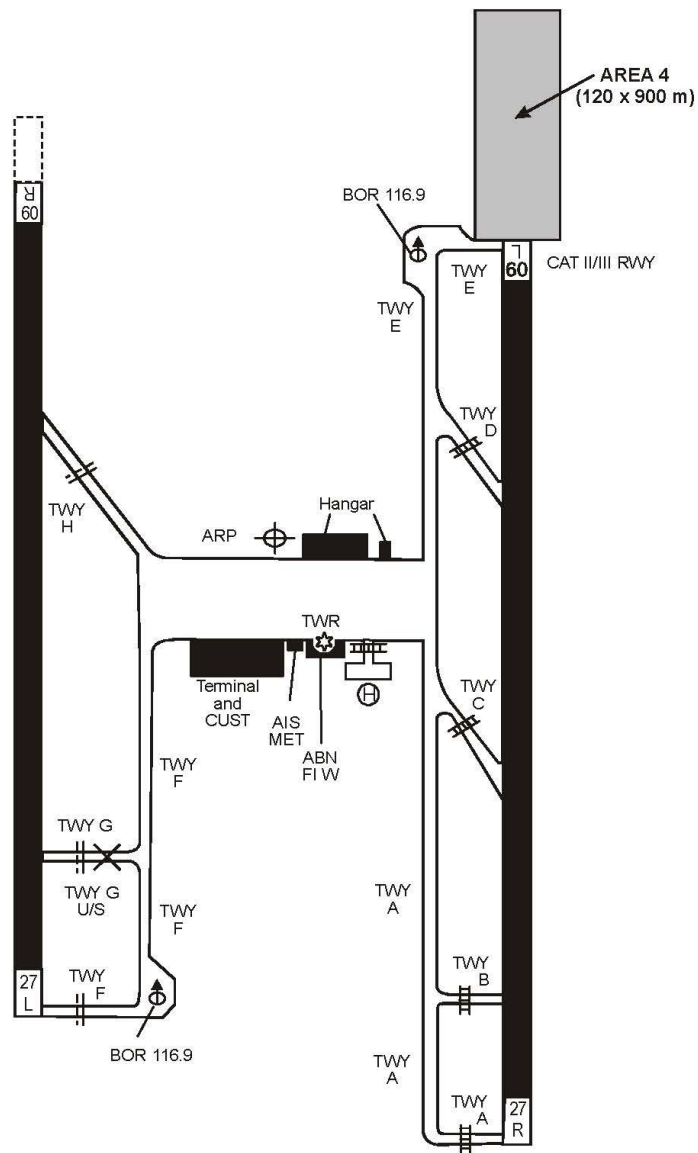 AREA 4
(120 x 900 m)
09
R
BOR 116.9
09
L
CAT II/III RWY
TWY
E
TWY
E
TWY
D
TWY
H
ARP
Hangar
TWR
Terminal
and
CUST
AIS
MET
ABN
FI W
H
TWY
C
TWY
F
TWY G
TWY G
U/S
TWY
F
TWY
A
TWY
B
27
L
TWY
F
BOR 116.9
TWY
A
TWY
A
27
R